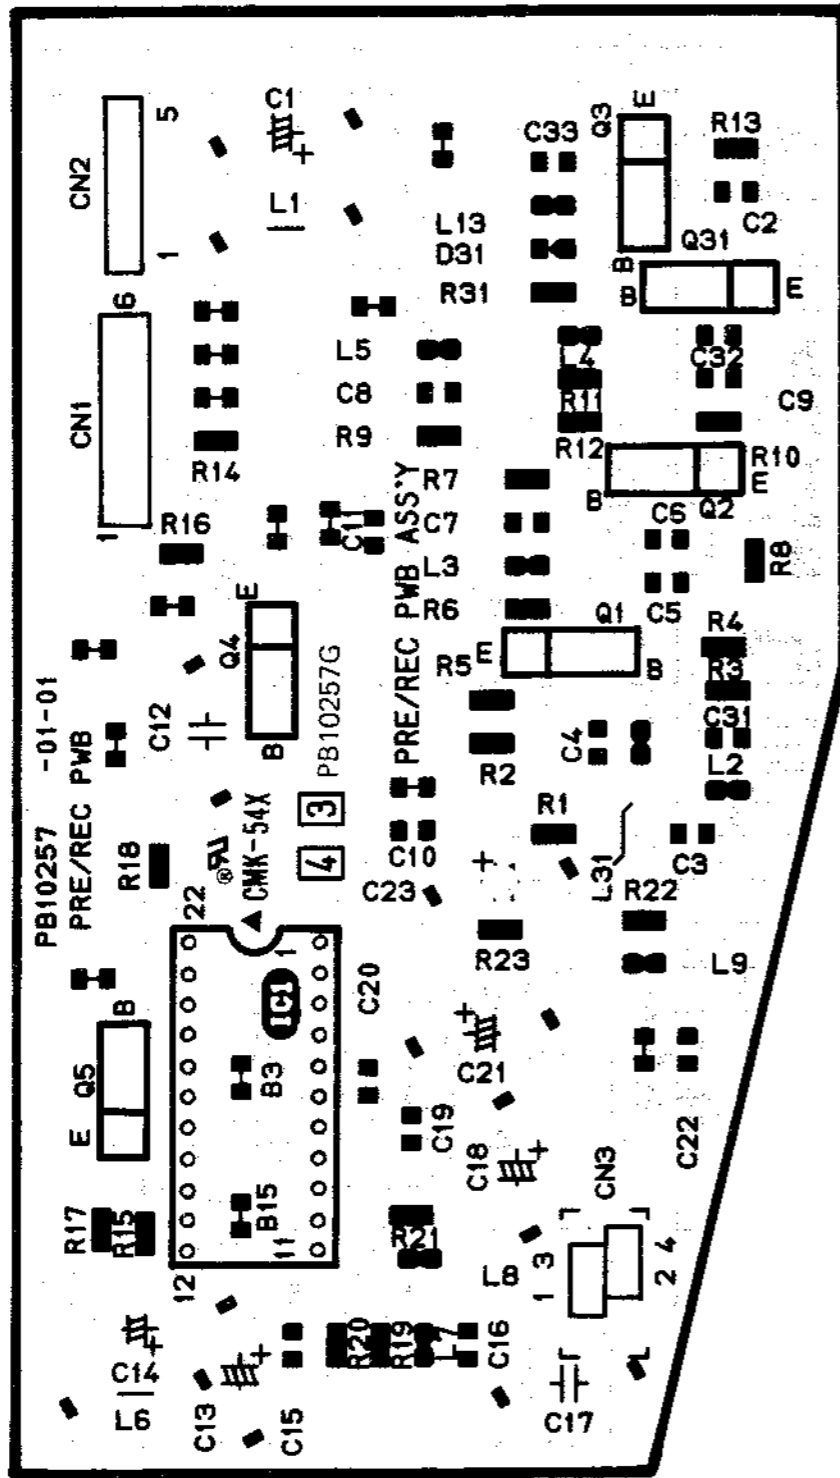 C1
5
CN2
1
L1
C33
Q3
E
R13
L13
D31
R31
C2
Q31
B
B
E
6
CN1
1
L5
C8
R9
L4
R11
R12
C32
C9
R14
R10
R7
C7
L3
R6
B
Q2
E
R16
C11
PRE/REC PWB ASS'Y
C6
C5
R8
E
Q4
B
R5
E
Q1
B
R4
R3
C31
L2
PB10257 -01-01
PRE/REC PWB
C12
PB10257G
R2
C4
R18
CMK-54X
3
4
C10
R1
L31
C3
C23
+
22
1
IC1
R23
R22
L9
C20
B
Q5
E
B3
C21
+
C19
C18
+
C22
CN3
R17
R15
B15
11
12
R21
L8
1
3
2
4
C14
+
L6
C13
+
C15
R20
R19
C16
C17